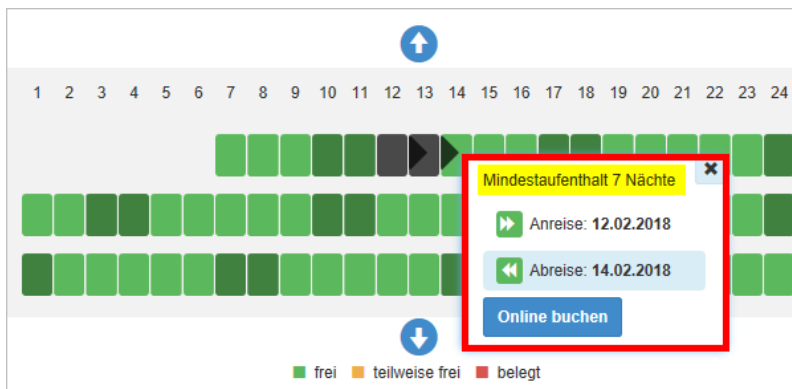 1 2 3 4 5 6 7 8 9 10 11 12 13 14 15 16 17 18 19 20 21 22 23 24
Mindestaufenthalt 7 Nächte
Anreise: 12.02.2018
Abreise: 14.02.2018
Online buchen
frei teilweise frei belegt